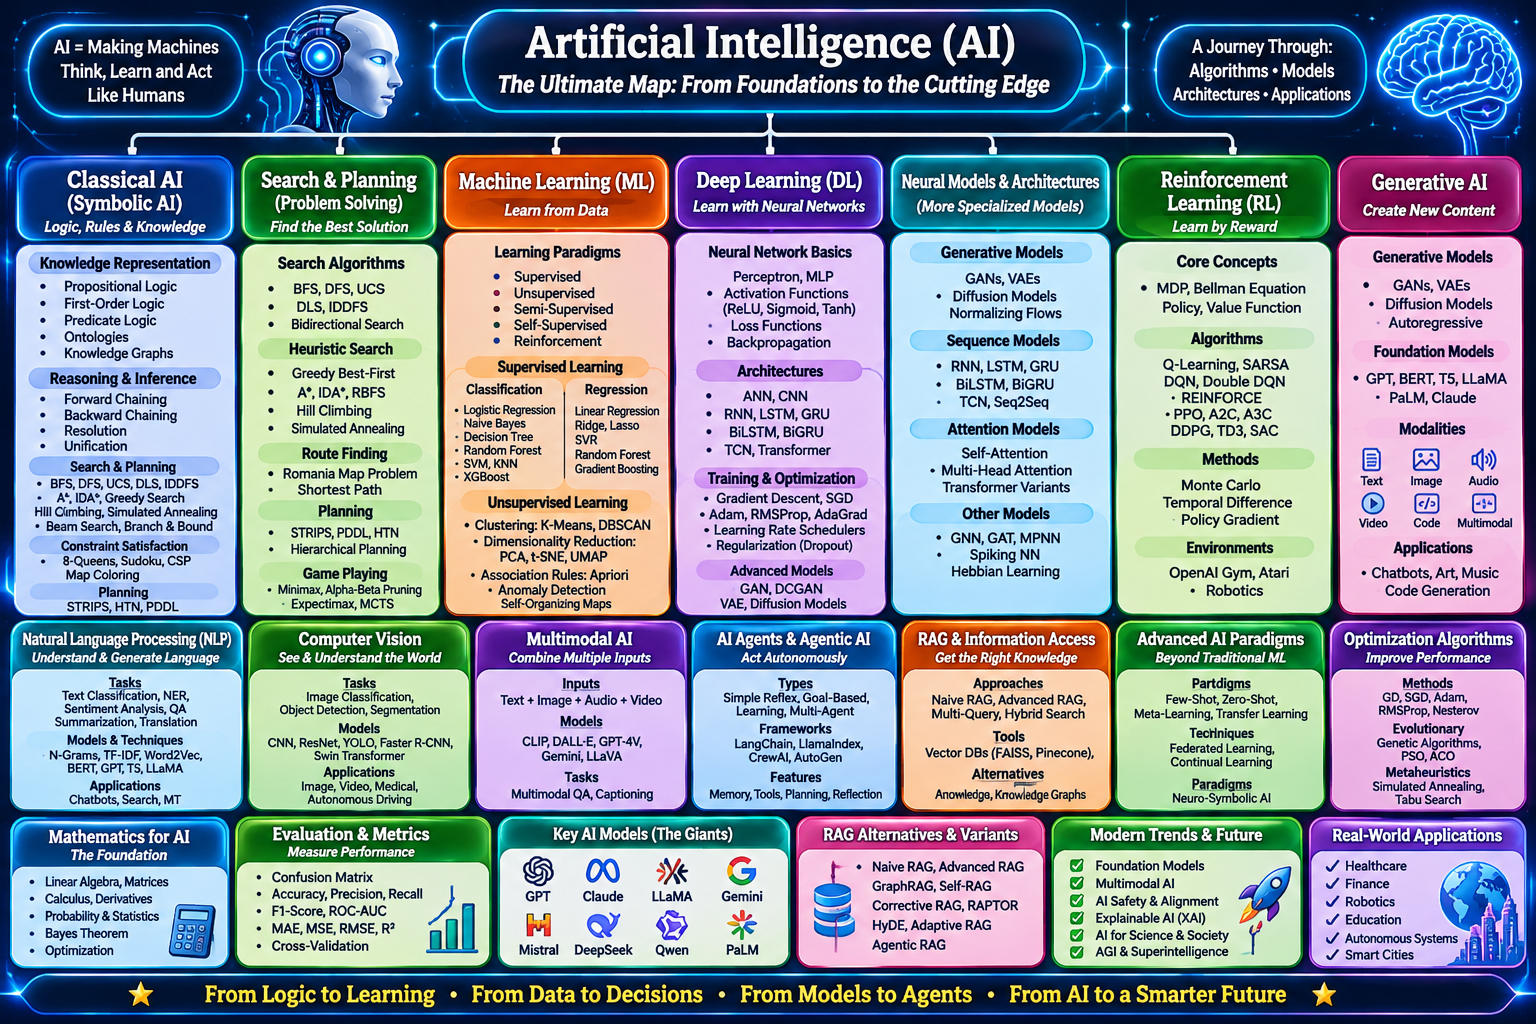 AI = Making Machines
Think, Learn and Act
Like Humans
Artificial Intelligence (AI)
The Ultimate Map: From Foundations to the Cutting Edge
A Journey Through:
Algorithms • Models
Architectures • Applications
Classical AI
(Symbolic AI)
Logic, Rules & Knowledge
Knowledge Representation
• Propositional Logic
• First-Order Logic
• Predicate Logic
• Ontologies
• Knowledge Graphs
Reasoning & Inference
• Forward Chaining
• Backward Chaining
• Resolution
• Unification
Search & Planning
• BFS, DFS, UCS, DLS, IDDFS
• A*, IDA*, Greedy Search
Hill Climbing, Simulated Annealing
• Beam Search, Branch & Bound
Constraint Satisfaction
• 8-Queens, Sudoku, CSP
Map Coloring
Planning
STRIPS, HTN, PDDL
Search & Planning
(Problem Solving)
Find the Best Solution
Search Algorithms
• BFS, DFS, UCS
• DLS, IDDFS
• Bidirectional Search
Heuristic Search
• Greedy Best-First
• A*, IDA*, RBFS
• Hill Climbing
• Simulated Annealing
Route Finding
• Romania Map Problem
• Shortest Path
Planning
• STRIPS, PDDL, HTN
• Hierarchical Planning
Game Playing
• Minimax, Alpha-Beta Pruning
• Expectimax, MCTS
Machine Learning (ML)
Learn from Data
Learning Paradigms
• Supervised
• Unsupervised
• Semi-Supervised
• Self-Supervised
• Reinforcement
Supervised Learning
Classification
• Logistic Regression
• Naive Bayes
• Decision Tree
• Random Forest
• SVM, KNN
• XGBoost
Regression
Linear Regression
Ridge, Lasso
SVR
Random Forest
Gradient Boosting
Unsupervised Learning
• Clustering: K-Means, DBSCAN
• Dimensionality Reduction:
PCA, t-SNE, UMAP
• Association Rules: Apriori
• Anomaly Detection
Self-Organizing Maps
Deep Learning (DL)
Learn with Neural Networks
Neural Network Basics
Perceptron, MLP
• Activation Functions
(ReLU, Sigmoid, Tanh)
• Loss Functions
• Backpropagation
Architectures
• ANN, CNN
• RNN, LSTM, GRU
• BiLSTM, BiGRU
• TCN, Transformer
Training & Optimization
• Gradient Descent, SGD
• Adam, RMSProp, AdaGrad
• Learning Rate Schedulers
• Regularization (Dropout)
Advanced Models
GAN, DCGAN
VAE, Diffusion Models
Neural Models & Architectures
(More Specialized Models)
Generative Models
GANs, VAEs
• Diffusion Models
Normalizing Flows
Sequence Models
• RNN, LSTM, GRU
• BiLSTM, BiGRU
• TCN, Seq2Seq
Attention Models
Self-Attention
• Multi-Head Attention
Transformer Variants
Other Models
• GNN, GAT, MPNN
• Spiking NN
Hebbian Learning
Reinforcement
Learning (RL)
Learn by Reward
Core Concepts
• MDP, Bellman Equation
Policy, Value Function
Algorithms
Q-Learning, SARSA
DQN, Double DQN
• REINFORCE
• PPO, A2C, A3C
DDPG, TD3, SAC
Methods
Monte Carlo
Temporal Difference
• Policy Gradient
Environments
OpenAI Gym, Atari
• Robotics
Generative AI
Create New Content
Generative Models
• GANs, VAEs
• Diffusion Models
• Autoregressive
Foundation Models
• GPT, BERT, T5, LLaMA
• PaLM, Claude
Modalities
Text Image Audio
Video Code Multimodal
Applications
• Chatbots, Art, Music
Code Generation
Natural Language Processing (NLP)
Understand & Generate Language
Tasks
Text Classification, NER,
Sentiment Analysis, QA
Summarization, Translation
Models & Techniques
• N-Grams, TF-IDF, Word2Vec,
BERT, GPT, TS, LLaMA
Applications
Chatbots, Search, MT
Computer Vision
See & Understand the World
Tasks
Image Classification,
Object Detection, Segmentation
Models
CNN, ResNet, YOLO, Faster R-CNN,
Swin Transformer
Applications
Image, Video, Medical,
Autonomous Driving
Multimodal AI
Combine Multiple Inputs
Inputs
Text + Image + Audio + Video
Models
CLIP, DALL-E, GPT-4V,
Gemini, LLaVA
Tasks
Multimodal QA, Captioning
AI Agents & Agentic AI
Act Autonomously
Types
Simple Reflex, Goal-Based,
Learning, Multi-Agent
Frameworks
LangChain, LlamaIndex,
CrewAI, AutoGen
Features
Memory, Tools, Planning, Reflection
RAG & Information Access
Get the Right Knowledge
Approaches
Naive RAG, Advanced RAG,
Multi-Query, Hybrid Search
Tools
Vector DBs (FAISS, Pinecone),
Alternatives
Anowledga, Knowledge Graphs
Advanced AI Paradigms
Beyond Traditional ML
Partdigms
Few-Shot, Zero-Shot,
Meta-Learning, Transfer Learning
Techniques
Federated Learning,
Continual Learning
Paradigms
Neuro-Symbolic AI
Optimization Algorithms
Improve Performance
Methods
GD, SGD, Adam,
RMSProp, Nesterov
Evolutionary
Genetic Algorithms,
PSO, ACO
Metaheuristics
Simulated Annealing,
Tabu Search
Mathematics for AI
The Foundation
• Linear Algebra, Matrices
• Calculus, Derivatives
• Probability & Statistics
• Bayes Theorem
• Optimization
Evaluation & Metrics
Measure Performance
• Confusion Matrix
• Accuracy, Precision, Recall
• F1-Score, ROC-AUC
• MAE, MSE, RMSE, R²
• Cross-Validation
Key AI Models (The Giants)
GPT Claude LLaMA Gemini
Mistral DeepSeek Qwen PaLM
RAG Alternatives & Variants
• Naive RAG, Advanced RAG
GraphRAG, Self-RAG
Corrective RAG, RAPTOR
HyDE, Adaptive RAG
Agentic RAG
Modern Trends & Future
Foundation Models
Multimodal AI
AI Safety & Alignment
Explainable AI (XAI)
AI for Science & Society
AGI & Superintelligence
Real-World Applications
✓ Healthcare
✓ Finance
✓ Robotics
✓ Education
✓ Autonomous Systems
✓ Smart Cities
From Logic to Learning • From Data to Decisions • From Models to Agents • From AI to a Smarter Future